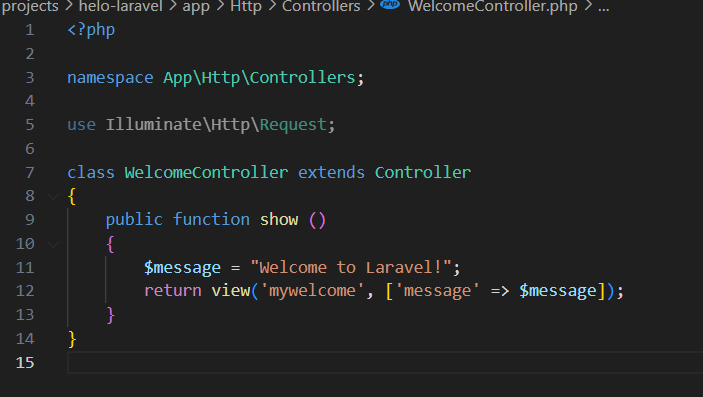 projects > helo-laravel > app > Http > Controllers > php WelcomeController.php > ...
1 <?php
2
3 namespace App\Http\Controllers;
4
5 use Illuminate\Http\Request;
6
7 class WelcomeController extends Controller
8 {
9     public function show ()
10     {
11         $message = "Welcome to Laravel!";
12         return view('mywelcome', ['message' => $message]);
13     }
14 }
15